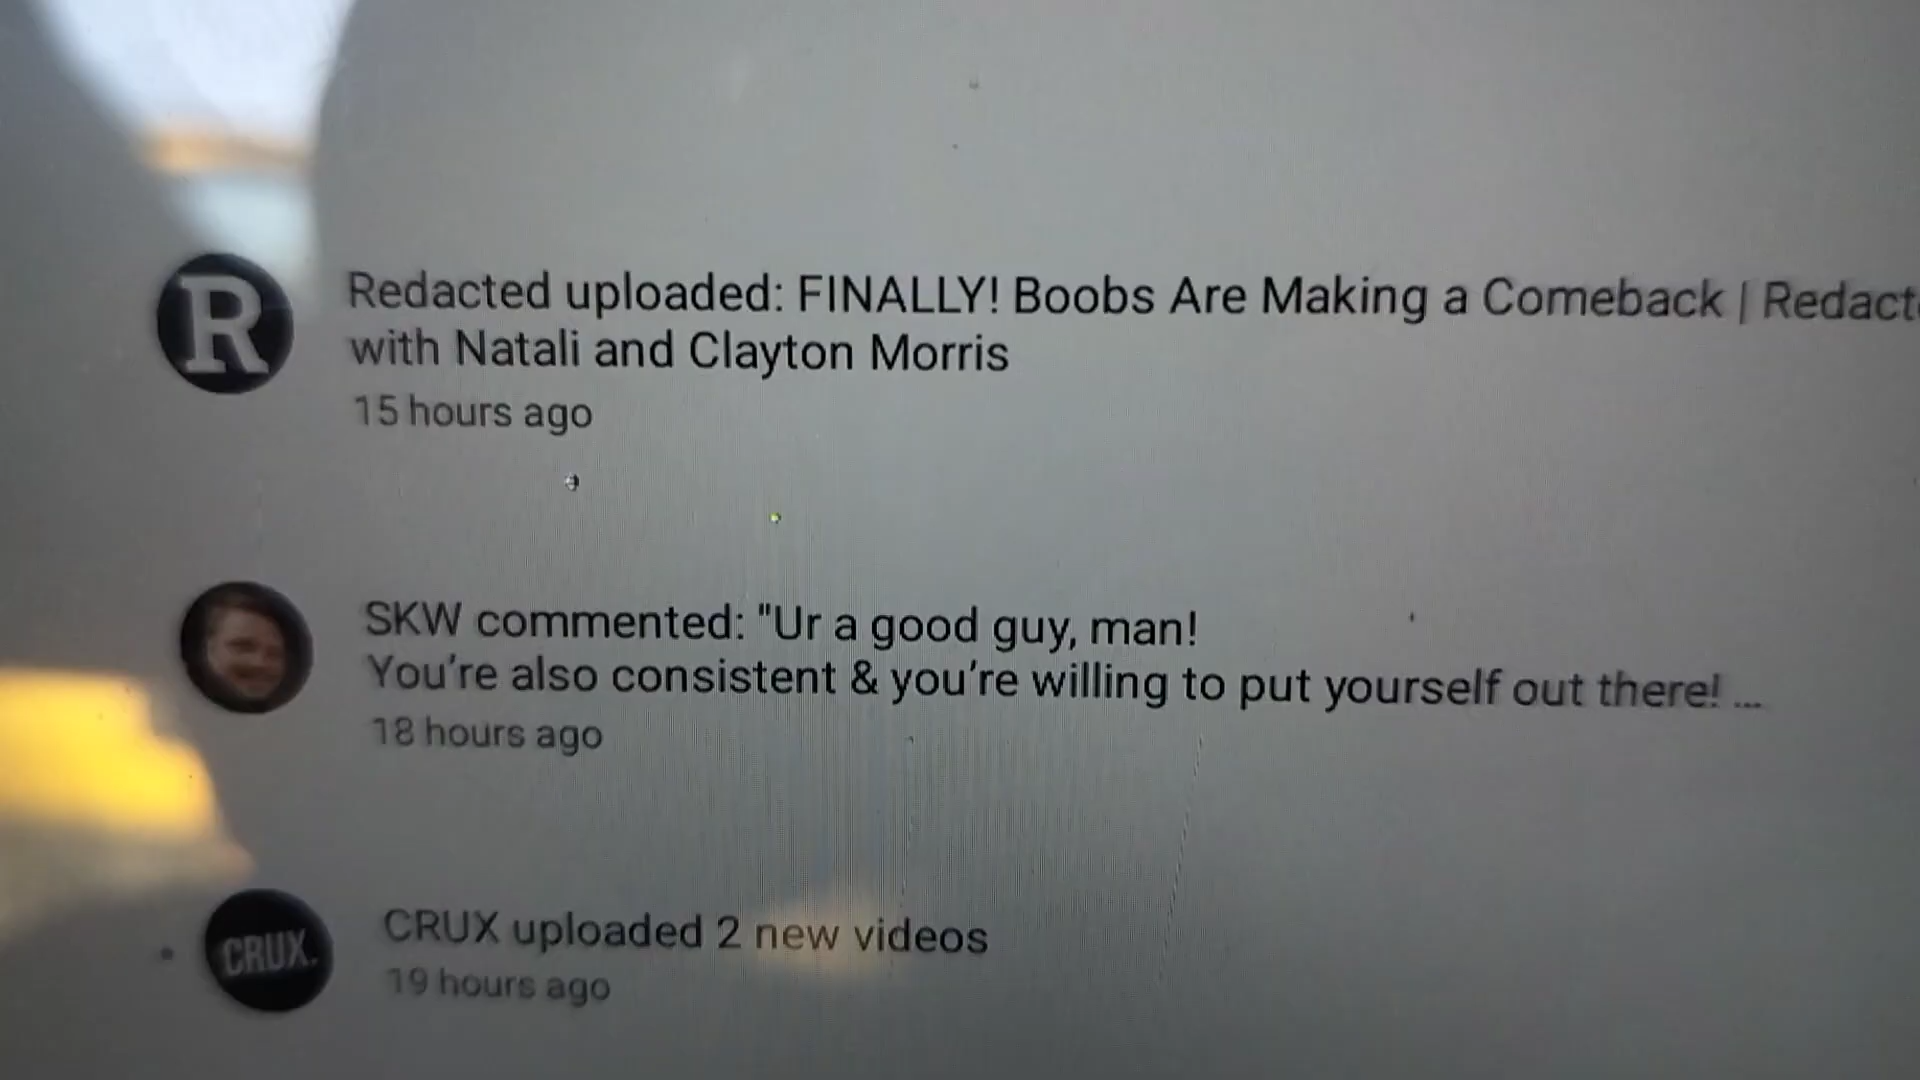 R
Redacted uploaded: FINALLY! Boobs Are Making a Comeback | Redact
with Natali and Clayton Morris
15 hours ago
SKW commented: "Ur a good guy, man!
You're also consistent & you're willing to put yourself out there! ...
18 hours ago
CRUX.
CRUX uploaded 2 new videos
19 hours ago